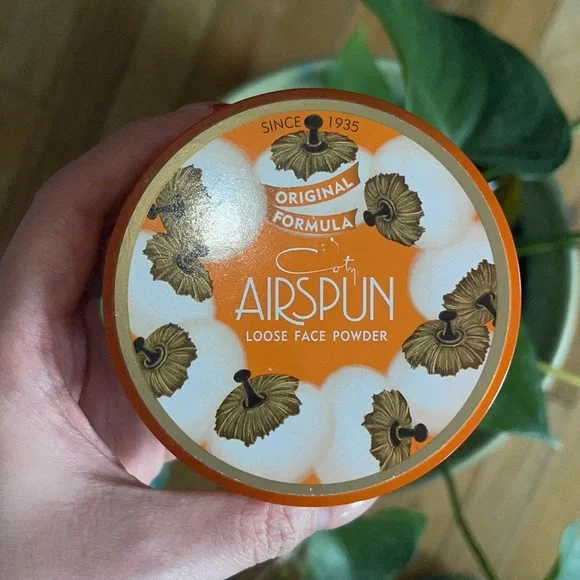 SINCE 1935
ORIGINAL
FORMULA
Coty
AIRSPUN
LOOSE FACE POWDER